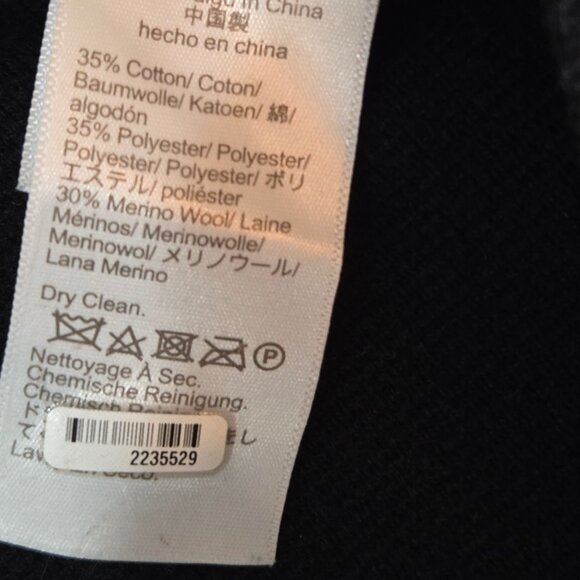 in China
中国製
hecho en china
35% Cotton/ Coton/
Baumwolle/ Katoen/ 綿/
algodón
35% Polyester/ Polyester/
Polyester/ Polyester/ ポリ
エステル/ poliéster
30% Merino Wool/ Laine
Mérinos/ Merinowolle/
Merinowol/ メリノウール/
Lana Merino
Dry Clean.
P
Nettoyage À Sec.
Chemische Reinigung.
2235529